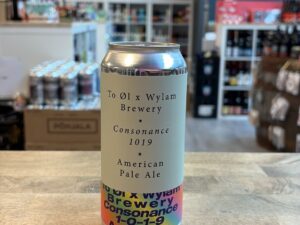 To Øl x Wylam
Brewery
•
Consonance
1019
•
American
Pale Ale
To Øl x Wylam
Brewery
Consonance
1-0-1-9